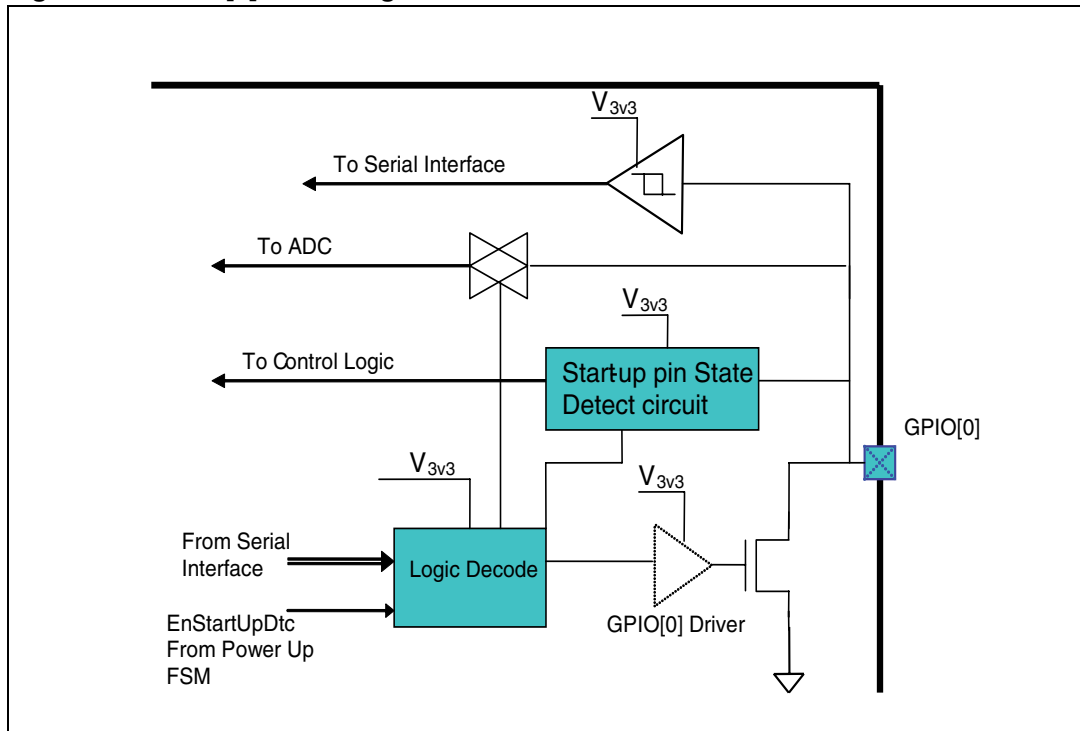 V3v3
To Serial Interface
To ADC
V3v3
To Control Logic
Start-up pin State
Detect circuit
GPIO[0]
V3v3
V3v3
From Serial
Interface
Logic Decode
EnStartUpDtc
From Power Up
FSM
GPIO[0] Driver